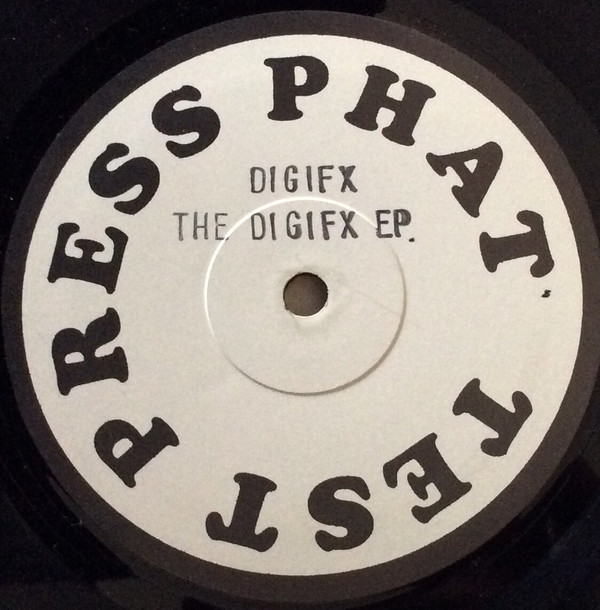 PHAT TEST PRESS
DIGIFX
THE DIGIFX EP.